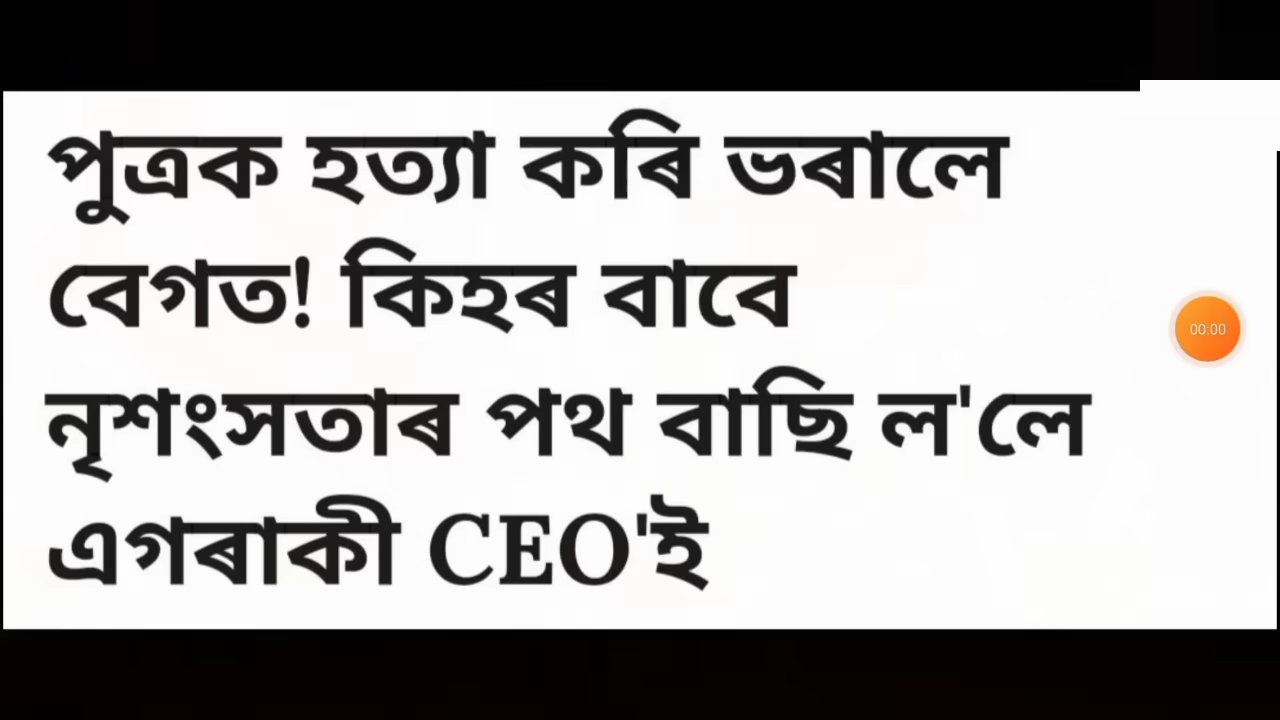 পুত্ৰক হত্যা কৰি ভৰালে
বেগত! কিহৰ বাবে
নৃশংসতাৰ পথ বাছি ল'লে
এগৰাকী CEO'ই
00:00